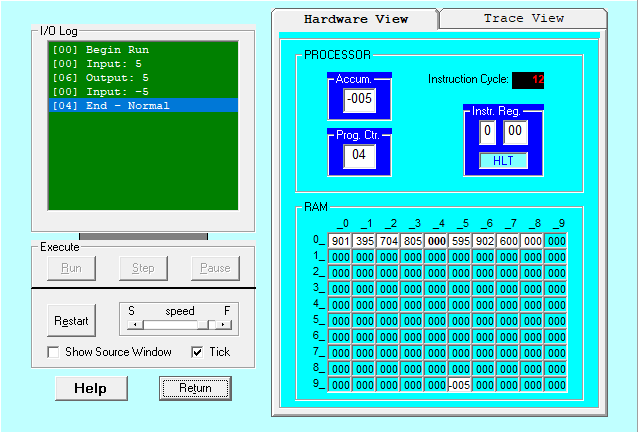 I/O Log
[00] Begin Run
[00] Input: 5
[06] Output: 5
[00] Input: -5
[04] End - Normal
Execute
Run Step Pause
Restart
S speed F
Show Source Window Tick
Help Return
Hardware View Trace View
PROCESSOR
Accum.
-005
Prog. Ctr.
04
Instruction Cycle: 12
Instr. Reg.
0 00
HLT
RAM
_0 _1 _2 _3 _4 _5 _6 _7 _8 _9
0_ 901 395 704 805 000 595 902 600 000 000
1_ 000 000 000 000 000 000 000 000 000 000
2_ 000 000 000 000 000 000 000 000 000 000
3_ 000 000 000 000 000 000 000 000 000 000
4_ 000 000 000 000 000 000 000 000 000 000
5_ 000 000 000 000 000 000 000 000 000 000
6_ 000 000 000 000 000 000 000 000 000 000
7_ 000 000 000 000 000 000 000 000 000 000
8_ 000 000 000 000 000 000 000 000 000 000
9_ 000 000 000 000 000 -005 000 000 000 000